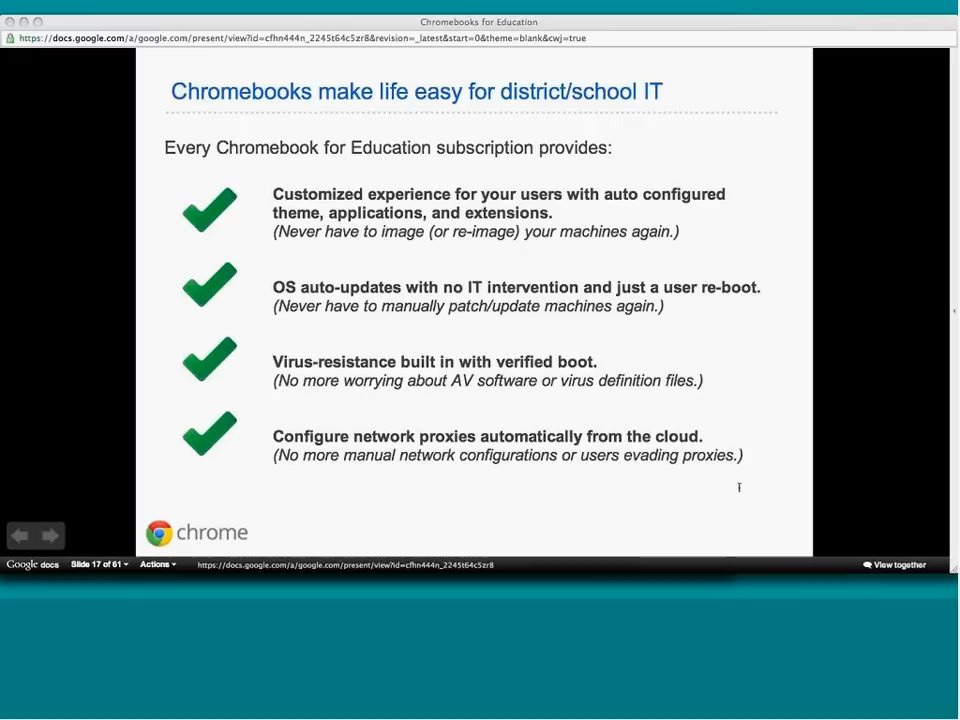 Chromebooks for Education
https://docs.google.com/a/google.com/present/view?id=cfhn444n_2245t64c5zr8&revision=_latest&start=0&theme=blank&cwj=true
Chromebooks make life easy for district/school IT
Every Chromebook for Education subscription provides:
Customized experience for your users with auto configured
theme, applications, and extensions.
(Never have to image (or re-image) your machines again.)
OS auto-updates with no IT intervention and just a user re-boot.
(Never have to manually patch/update machines again.)
Virus-resistance built in with verified boot.
(No more worrying about AV software or virus definition files.)
Configure network proxies automatically from the cloud.
(No more manual network configurations or users evading proxies.)
chrome
Google docs Slide 17 of 61 Actions https://docs.google.com/a/google.com/present/view?id=cfhn444n_2245t64c5zr8 View together